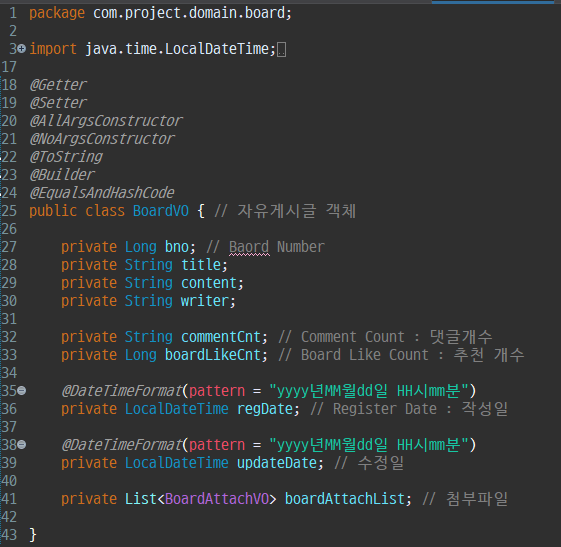 1 package com.project.domain.board;
2
3 import java.time.LocalDateTime;
17
18 @Getter
19 @Setter
20 @AllArgsConstructor
21 @NoArgsConstructor
22 @ToString
23 @Builder
24 @EqualsAndHashCode
25 public class BoardVO { // 자유게시글 객체
26
27 private Long bno; // Baord Number
28 private String title;
29 private String content;
30 private String writer;
31
32 private String commentCnt; // Comment Count : 댓글개수
33 private Long boardLikeCnt; // Board Like Count : 추천 개수
34
35 @DateTimeFormat(pattern = "yyyy년MM월dd일 HH시mm분")
36 private LocalDateTime regDate; // Register Date : 작성일
37
38 @DateTimeFormat(pattern = "yyyy년MM월dd일 HH시mm분")
39 private LocalDateTime updateDate; // 수정일
40
41 private List<BoardAttachVO> boardAttachList; // 첨부파일
42
43 }